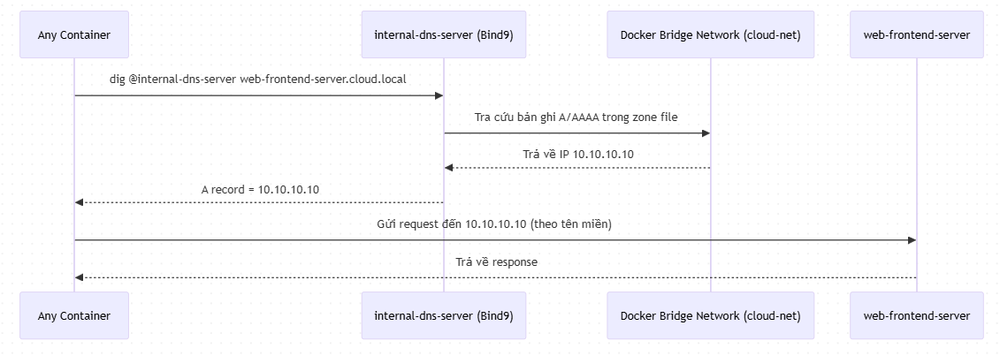 Any Container
internal-dns-server (Bind9)
Docker Bridge Network (cloud-net)
web-frontend-server
dig @internal-dns-server web-frontend-server.cloud.local
Tra cứu bản ghi A/AAAA trong zone file
Trả về IP 10.10.10.10
A record = 10.10.10.10
Gửi request đến 10.10.10.10 (theo tên miền)
Trả về response
Any Container
internal-dns-server (Bind9)
Docker Bridge Network (cloud-net)
web-frontend-server